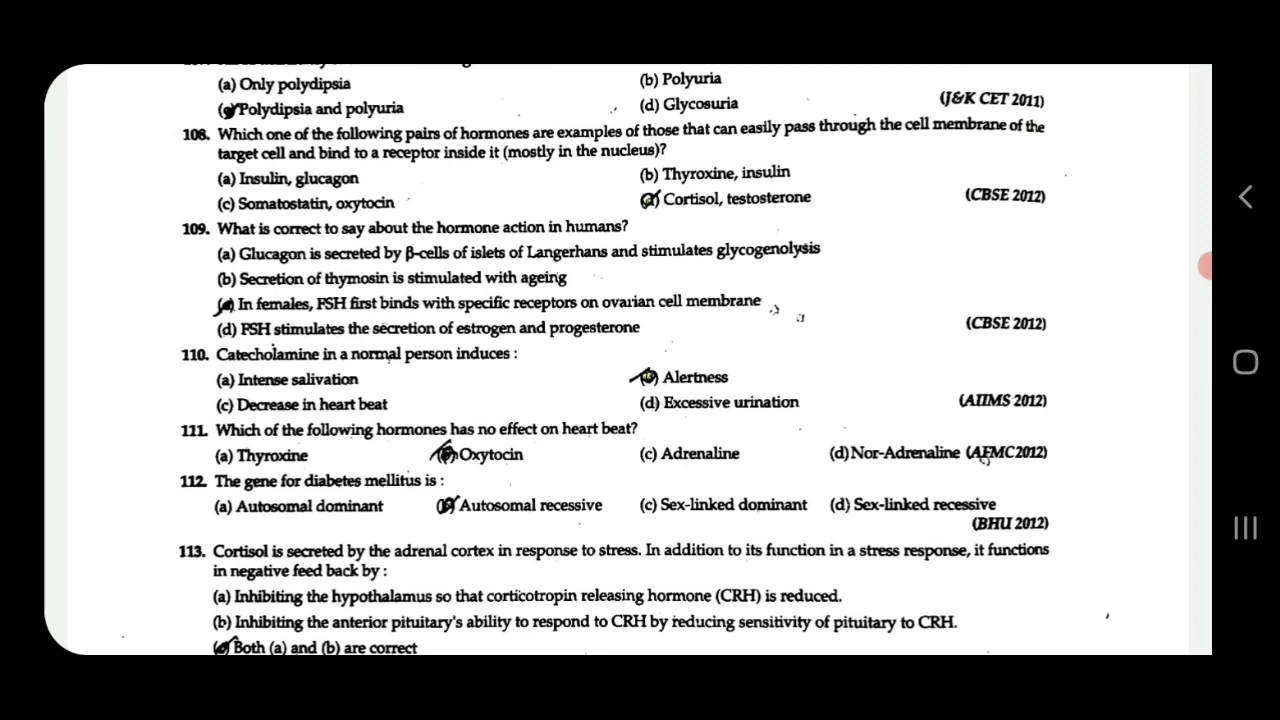 (a) Only polydipsia (b) Polyuria
Polydipsia and polyuria (d) Glycosuria (J&K CET 2011)
108. Which one of the following pairs of hormones are examples of those that can easily pass through the cell membrane of the
target cell and bind to a receptor inside it (mostly in the nucleus)?
(a) Insulin, glucagon (b) Thyroxine, insulin
(c) Somatostatin, oxytocin (d) Cortisol, testosterone (CBSE 2012)
109. What is correct to say about the hormone action in humans?
(a) Glucagon is secreted by β-cells of islets of Langerhans and stimulates glycogenolysis
(b) Secretion of thymosin is stimulated with ageing
In females, FSH first binds with specific receptors on ovarian cell membrane
(d) FSH stimulates the secretion of estrogen and progesterone (CBSE 2012)
110. Catecholamine in a normal person induces :
(a) Intense salivation (b) Alertness
(c) Decrease in heart beat (d) Excessive urination (AIIMS 2012)
111. Which of the following hormones has no effect on heart beat?
(a) Thyroxine (b) Oxytocin (c) Adrenaline (d) Nor-Adrenaline (AFMC 2012)
112. The gene for diabetes mellitus is :
(a) Autosomal dominant (b) Autosomal recessive (c) Sex-linked dominant (d) Sex-linked recessive
(BHU 2012)
113. Cortisol is secreted by the adrenal cortex in response to stress. In addition to its function in a stress response, it functions
in negative feed back by :
(a) Inhibiting the hypothalamus so that corticotropin releasing hormone (CRH) is reduced.
(b) Inhibiting the anterior pituitary's ability to respond to CRH by reducing sensitivity of pituitary to CRH.
(c) Both (a) and (b) are correct